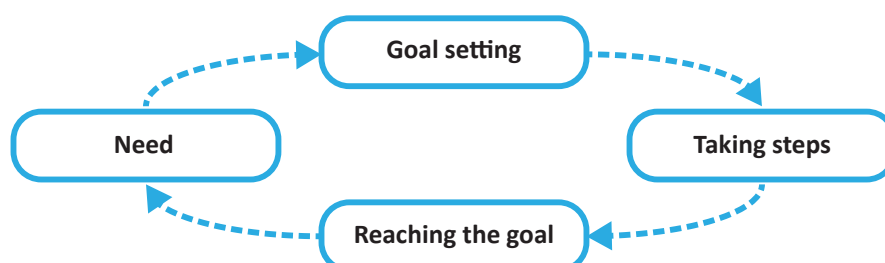 Goal setting
Need
Taking steps
Reaching the goal